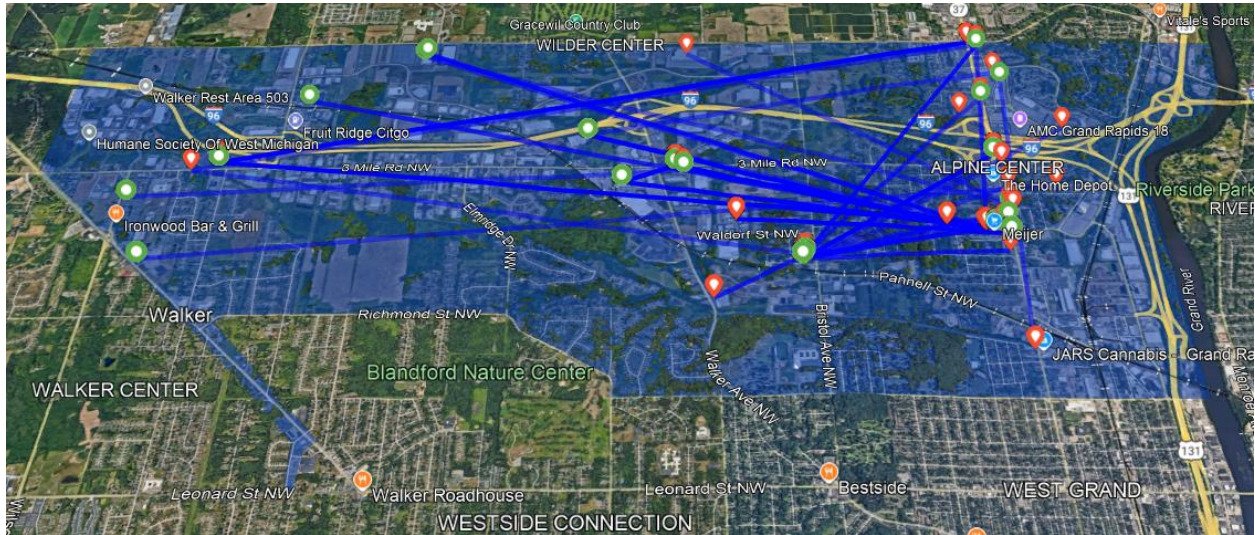 Gracewil Country Club
37
Vitale's Sports
WILDER CENTER
131
Walker Rest Area 503
96
96
Fruit Ridge Citgo
96
AMC Grand Rapids 18
Humane Society Of West Michigan
96
3 Mile Rd NW
3 Mile Rd NW
ALPINE CENTER
The Home Depot
131
Riverside Park
RIVER
Ironwood Bar & Grill
Elmridge Dr NW
Waldorf St NW
Meijer
Pannell St NW
Grand River
Walker
Richmond St NW
Bristol Ave NW
JARS Cannabis - Grand Ra
WALKER CENTER
Blandford Nature Center
Walker Ave NW
Monroe
131
Leonard St NW
Walker Roadhouse
Leonard St NW
Bestside
WEST GRAND
WESTSIDE CONNECTION